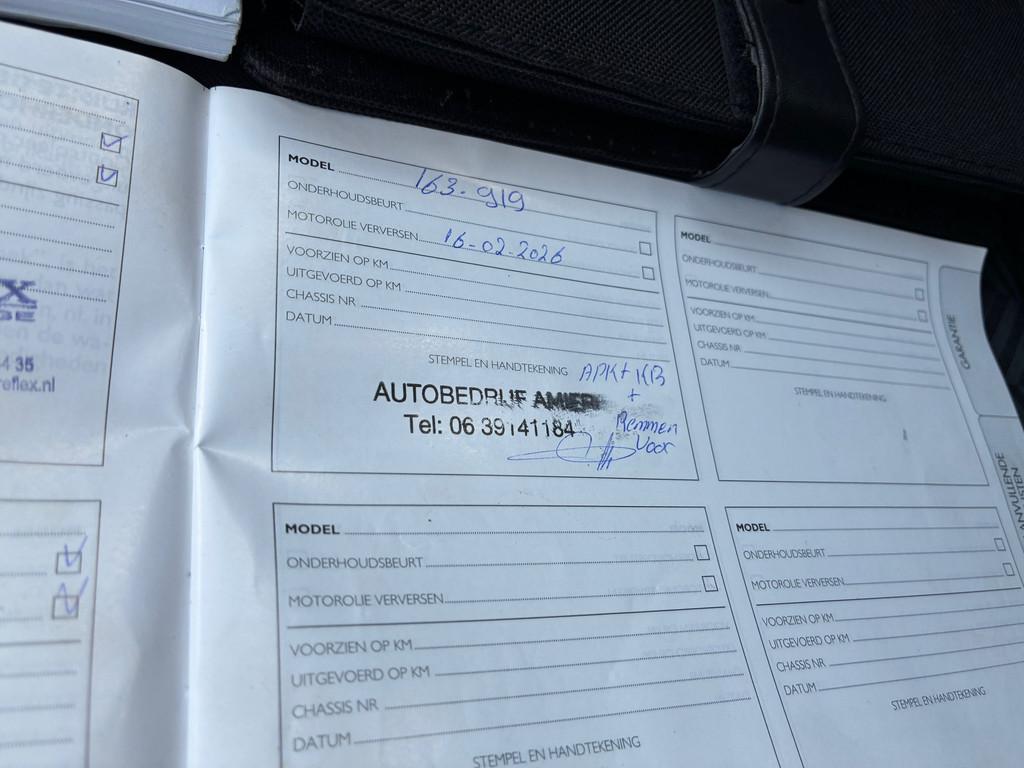 X
4 35
reflex.nl
MODEL 163.919
ONDERHOUDSBEURT
MOTOROLIE VERVERSEN 16-02-2026
VOORZIEN OP KM
UITGEVOERD OP KM
CHASSIS NR
DATUM
STEMPEL EN HANDTEKENING
APK + KB
+
Remmen
Voor
AUTOBEDRIJF AMIER
Tel: 06 39141184
MODEL
ONDERHOUDSBEURT
MOTOROLIE VERVERSEN
VOORZIEN OP KM
UITGEVOERD OP KM
CHASSIS NR
DATUM
STEMPEL EN HANDTEKENING
GARANTIE
MODEL
ONDERHOUDSBEURT
MOTOROLIE VERVERSEN
VOORZIEN OP KM
UITGEVOERD OP KM
CHASSIS NR
DATUM
STEMPEL EN HANDTEKENING
MODEL
ONDERHOUDSBEURT
MOTOROLIE VERVERSEN
VOORZIEN OP KM
UITGEVOERD OP KM
CHASSIS NR
DATUM
STEMPEL EN HANDTEKENING